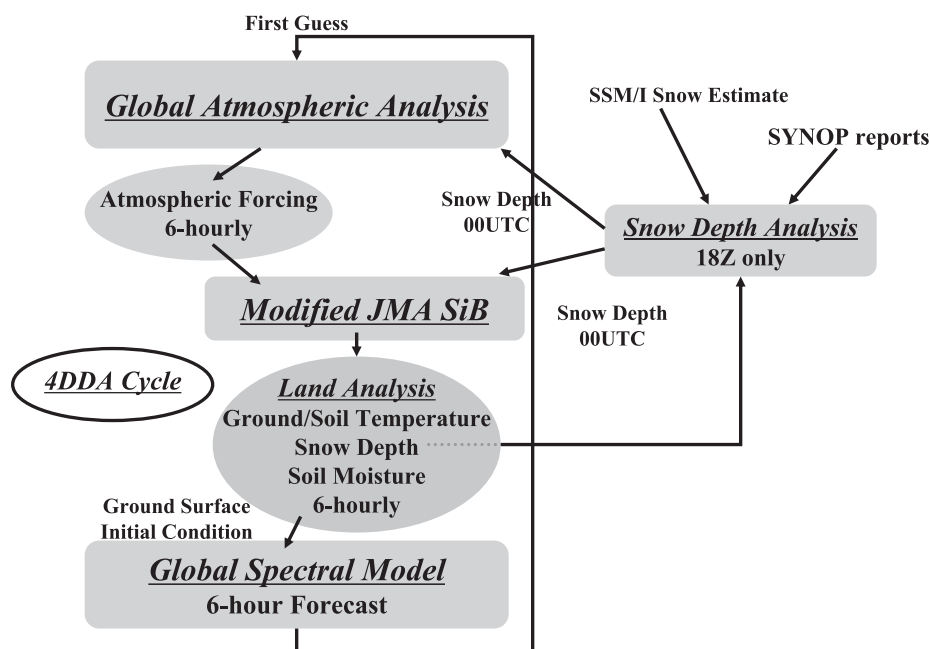 First Guess
Global Atmospheric Analysis
SSM/I Snow Estimate
SYNOP reports
Atmospheric Forcing
6-hourly
Snow Depth
00UTC
Snow Depth Analysis
18Z only
Modified JMA SiB
Snow Depth
00UTC
4DDA Cycle
Land Analysis
Ground/Soil Temperature
Snow Depth
Soil Moisture
6-hourly
Ground Surface
Initial Condition
Global Spectral Model
6-hour Forecast